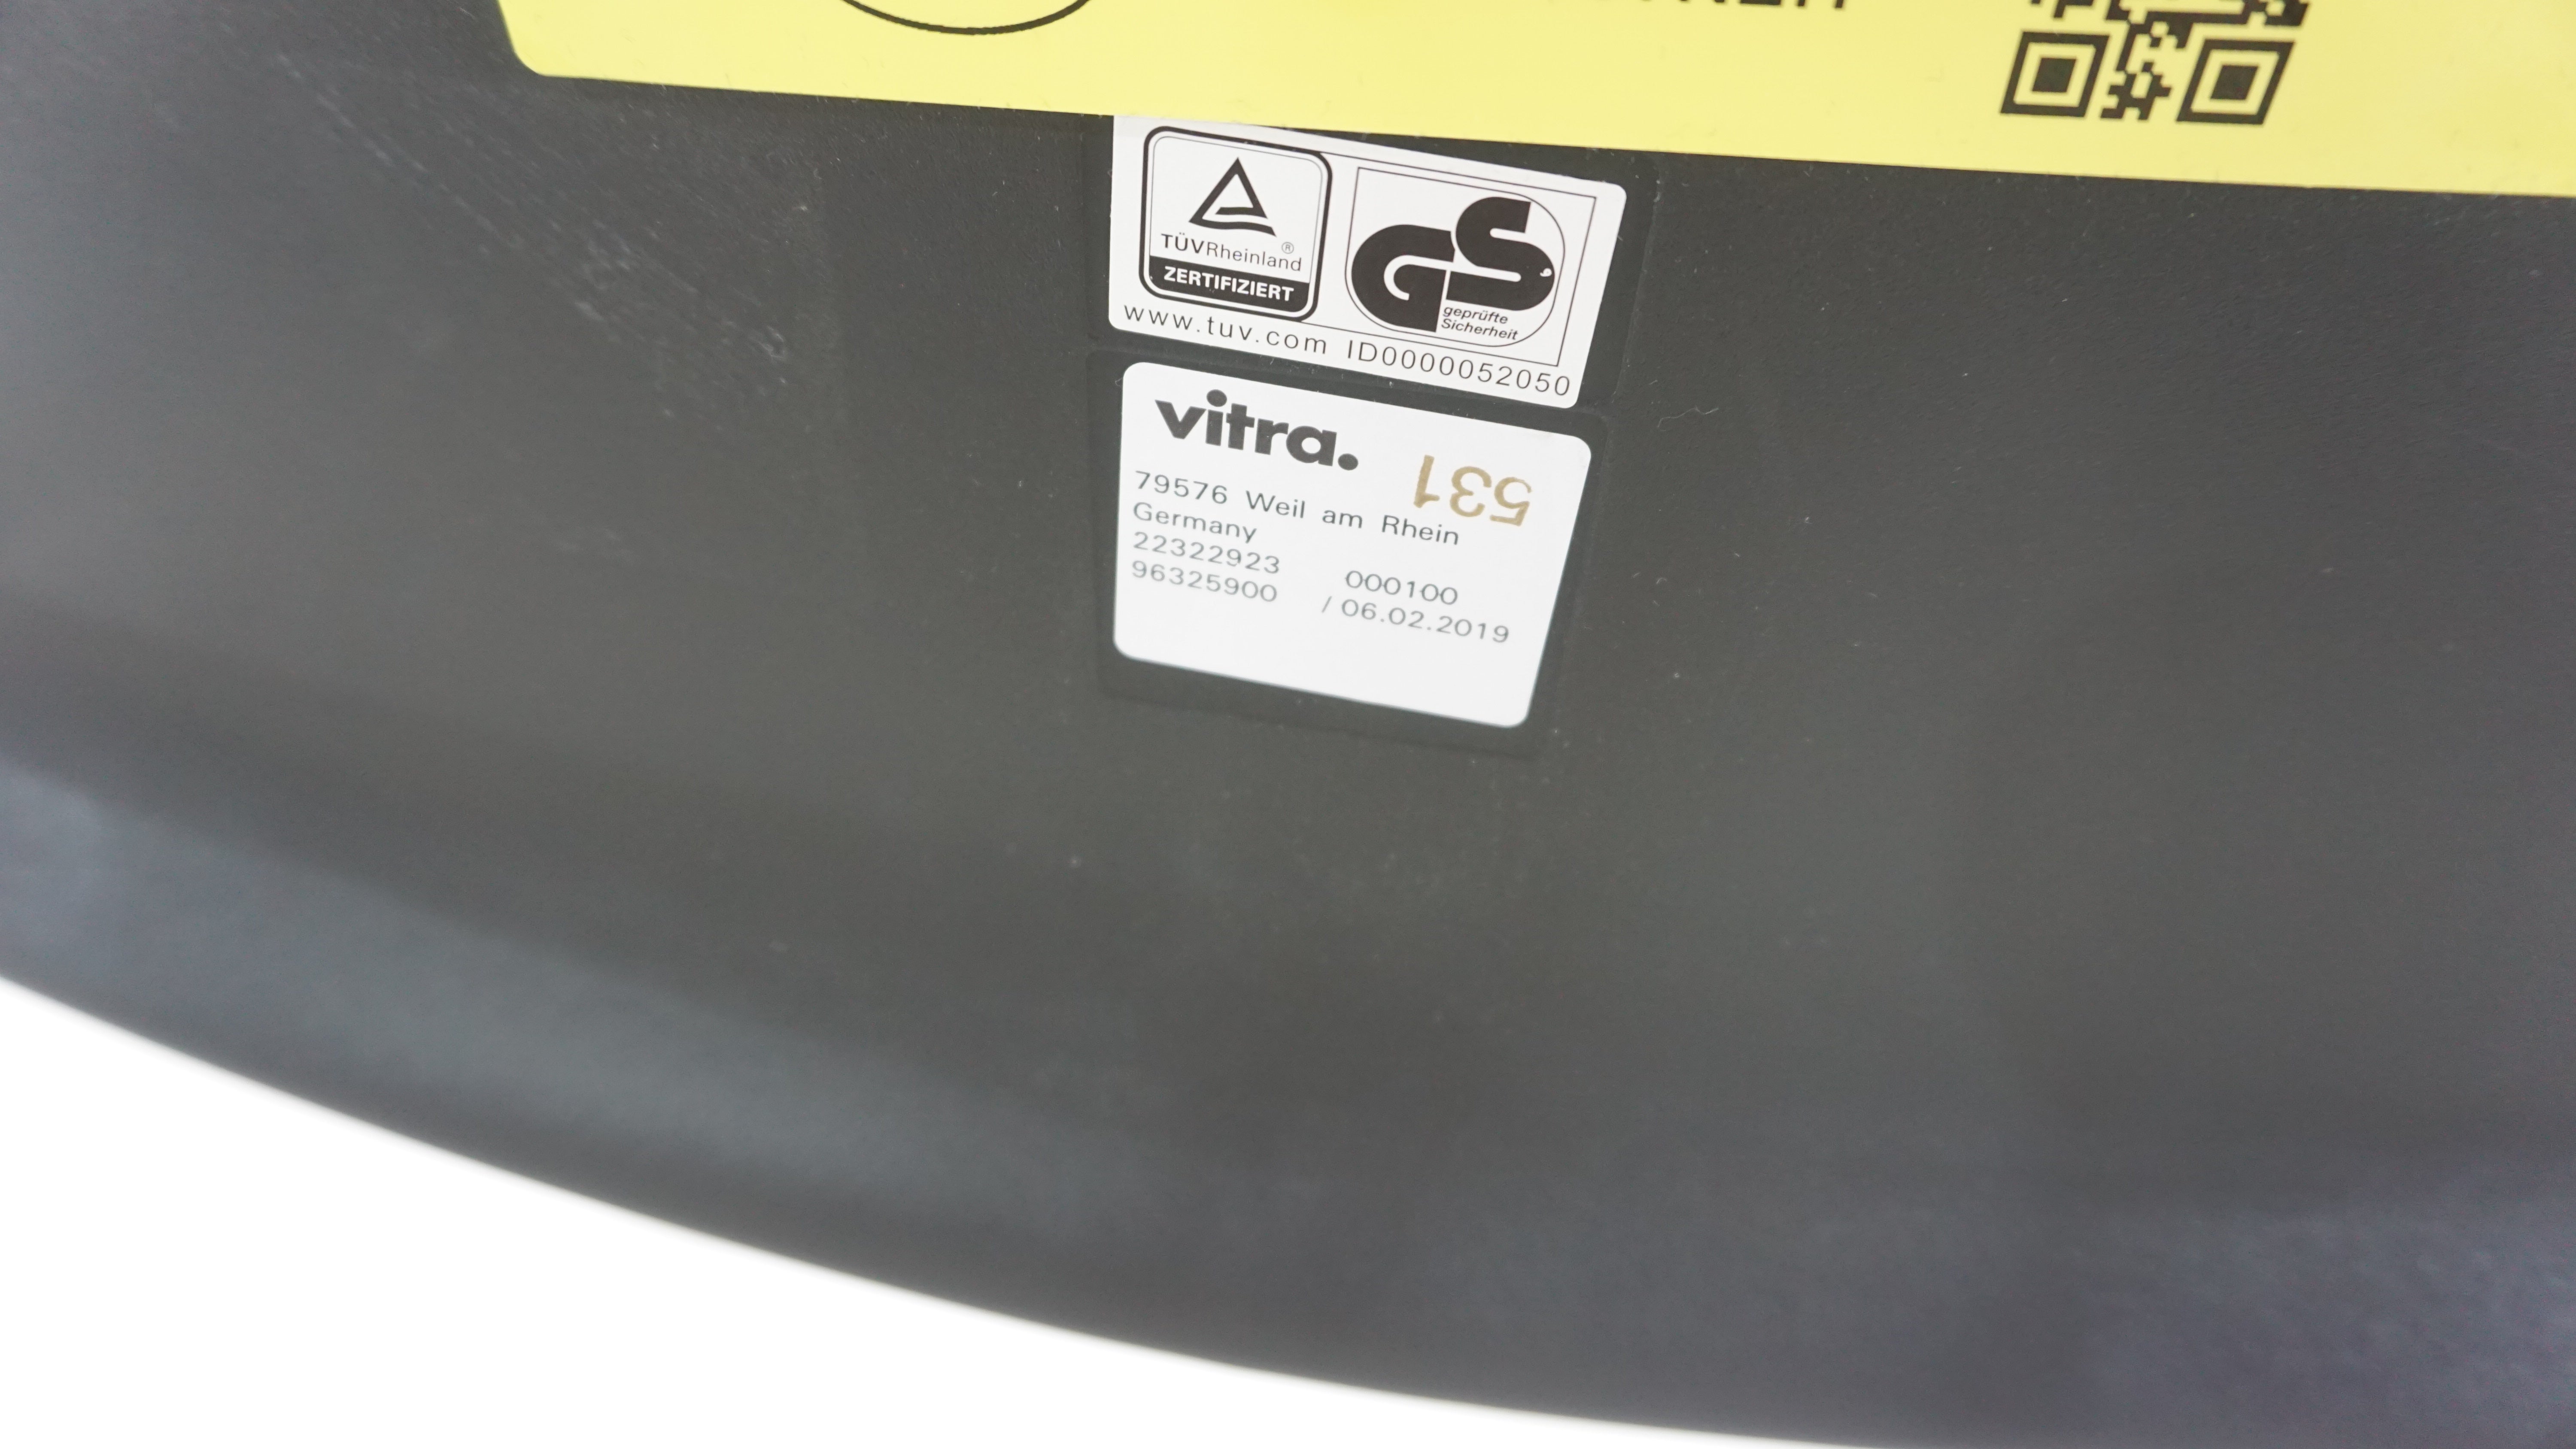 TÜVRheinland®
ZERTIFIZIERT
GS
geprüfte
Sicherheit
www.tuv.com ID0000052050
vitra.
531
79576 Weil am Rhein
Germany
22322923 000100
96325900 / 06.02.2019